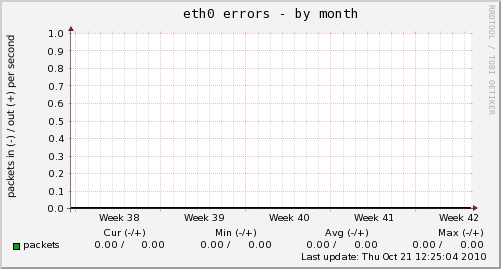 eth0 errors - by month
RRDTOOL / TOBI OETIKER
packets in (-) / out (+) per second
1.0
0.9
0.8
0.7
0.6
0.5
0.4
0.3
0.2
0.1
0.0
Week 38 Week 39 Week 40 Week 41 Week 42
Cur (-/+) Min (-/+) Avg (-/+) Max (-/+)
packets 0.00 / 0.00 0.00 / 0.00 0.00 / 0.00 0.00 / 0.00
Last update: Thu Oct 21 12:25:04 2010